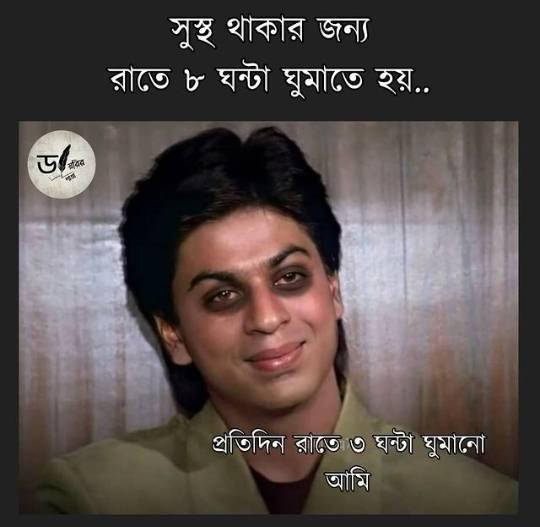 সুস্থ থাকার জন্য
রাতে ৮ ঘন্টা ঘুমাতে হয়..
প্রতিদিন রাতে ৩ ঘন্টা ঘুমানো
আমি